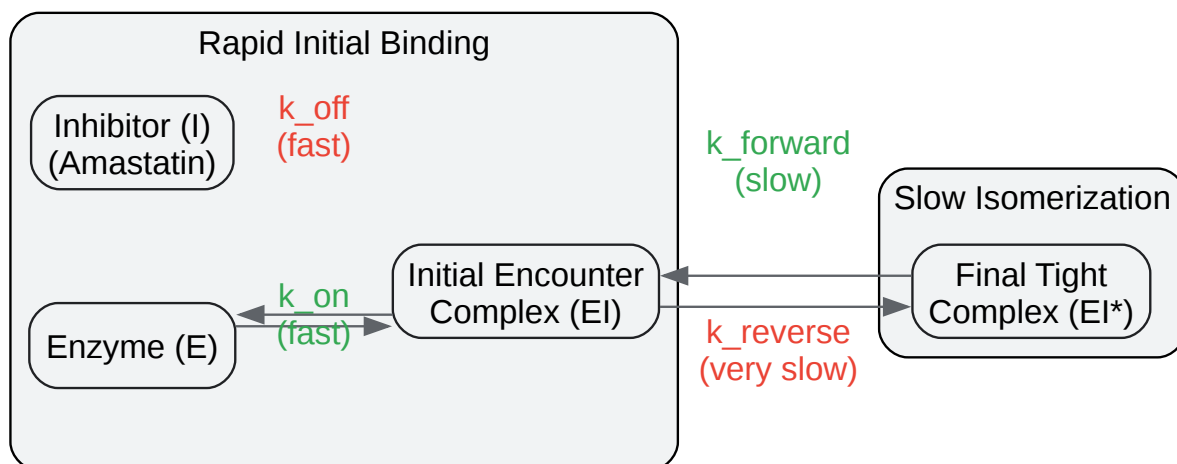 Rapid Initial Binding
Inhibitor (I)
(Amastatin)
k_off
(fast)
k_forward
(slow)
Slow Isomerization
Initial Encounter
Complex (EI)
Final Tight
Complex (EI*)
k_on
(fast)
Enzyme (E)
k_reverse
(very slow)